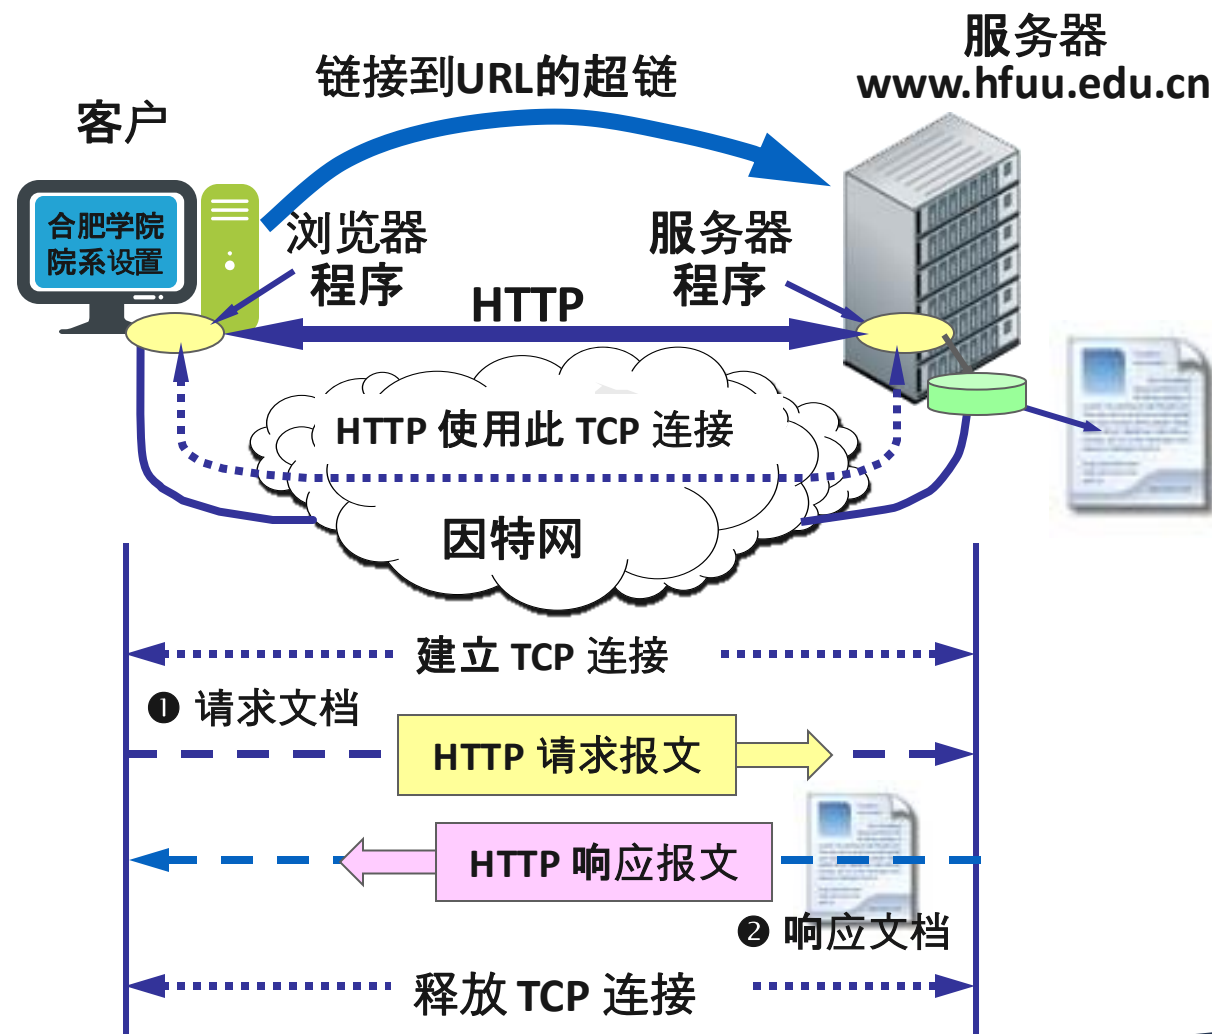 服务器
www.hfuu.edu.cn
链接到URL的超链
客户
合肥学院
院系设置
浏览器
程序
服务器
程序
HTTP
HTTP 使用此 TCP 连接
因特网
建立 TCP 连接
❶ 请求文档
HTTP 请求报文
HTTP 响应报文
❷ 响应文档
释放 TCP 连接